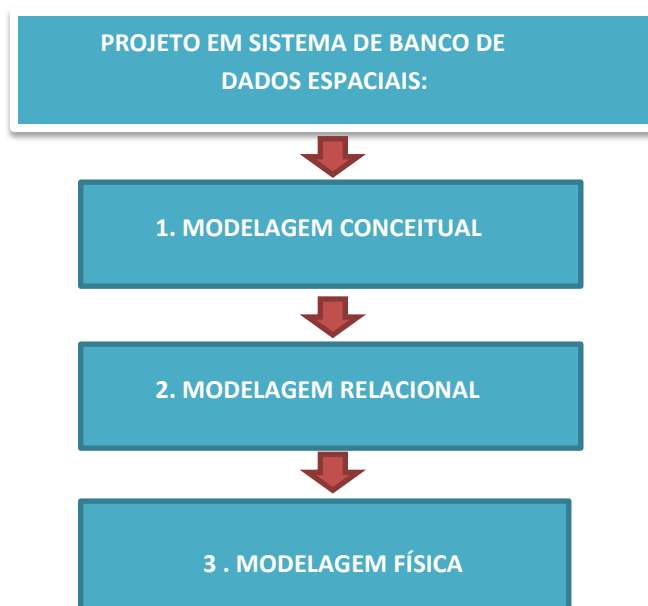 PROJETO EM SISTEMA DE BANCO DE
DADOS ESPACIAIS:
1. MODELAGEM CONCEITUAL
2. MODELAGEM RELACIONAL
3 . MODELAGEM FÍSICA